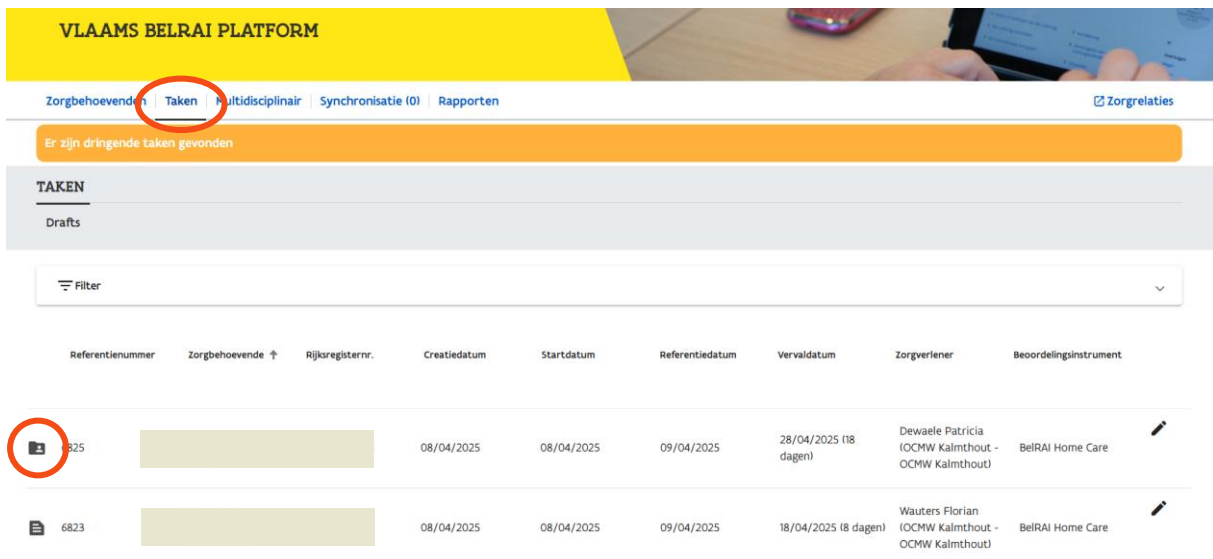 VLAAMS BELRAI PLATFORM
Zorgbehoevenden Taken Multidisciplinair Synchronisatie (0) Rapporten Zorgrelaties
Er zijn dringende taken gevonden
TAKEN
Drafts
Filter
Referentienummer Zorgbehoevende Rijksregisternr. Creatiedatum Startdatum Referentiedatum Vervaldatum Zorgverlener Beoordelingsinstrument
6825 08/04/2025 08/04/2025 09/04/2025 28/04/2025 (18 dagen) Dewaele Patricia (OCMW Kalmthout - OCMW Kalmthout) BelRAI Home Care
6823 08/04/2025 08/04/2025 09/04/2025 18/04/2025 (8 dagen) Wauters Florian (OCMW Kalmthout - OCMW Kalmthout) BelRAI Home Care